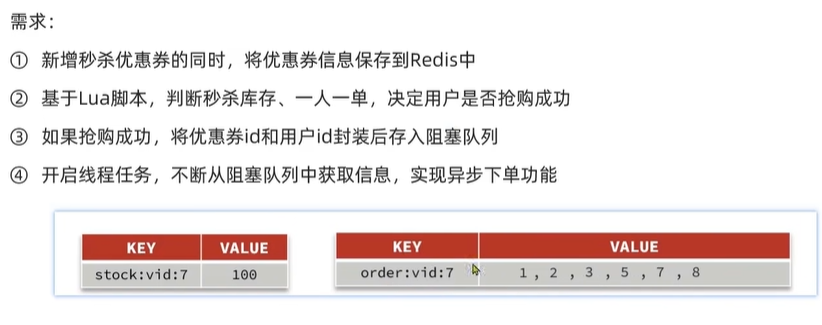 需求：
① 新增秒杀优惠券的同时，将优惠券信息保存到Redis中
② 基于Lua脚本，判断秒杀库存、一人一单，决定用户是否抢购成功
③ 如果抢购成功，将优惠券id和用户id封装后存入阻塞队列
④ 开启线程任务，不断从阻塞队列中获取信息，实现异步下单功能
KEY VALUE
stock:vid:7 100
KEY VALUE
order:vid:7 1 , 2 , 3 , 5 , 7 , 8